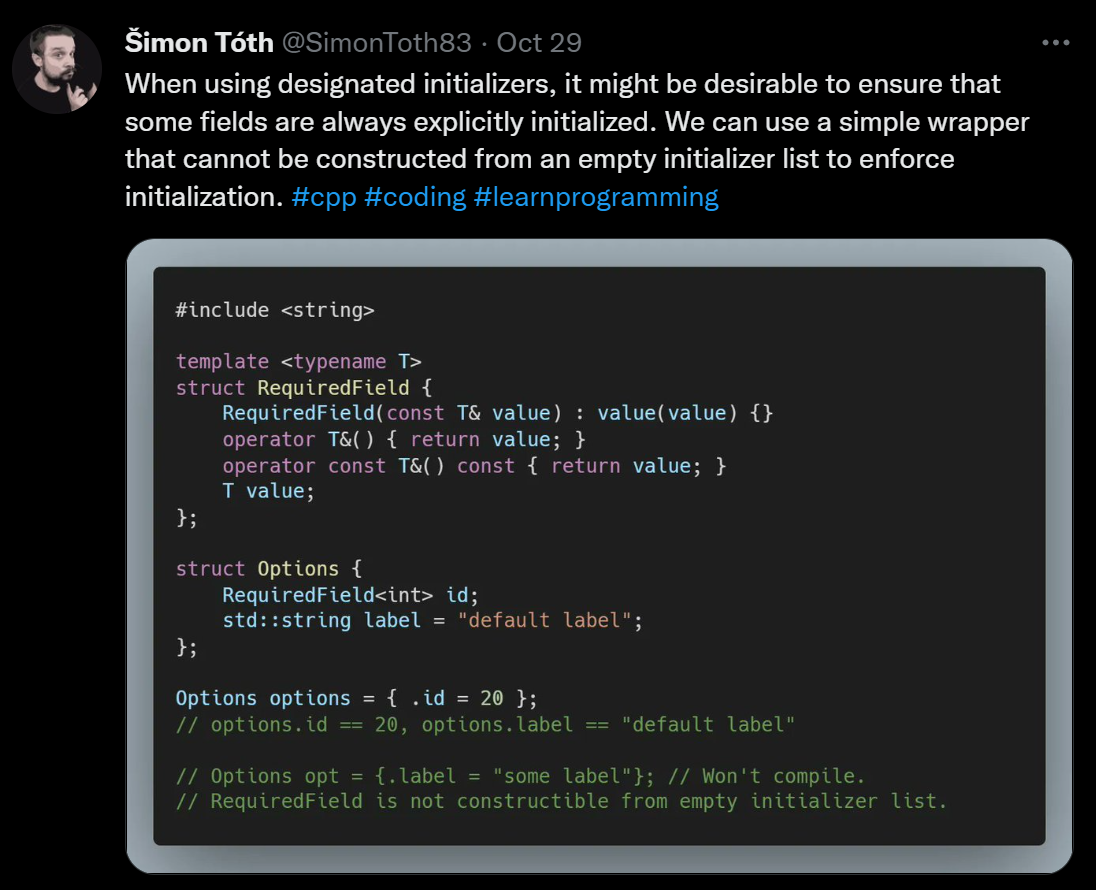 Šimon Tóth @SimonToth83 · Oct 29
When using designated initializers, it might be desirable to ensure that
some fields are always explicitly initialized. We can use a simple wrapper
that cannot be constructed from an empty initializer list to enforce
initialization. #cpp #coding #learnprogramming
#include <string>
template <typename T>
struct RequiredField {
    RequiredField(const T& value) : value(value) {}
    operator T&() { return value; }
    operator const T&() const { return value; }
    T value;
};
struct Options {
    RequiredField<int> id;
    std::string label = "default label";
};
Options options = { .id = 20 };
// options.id == 20, options.label == "default label"
// Options opt = {.label = "some label"}; // Won't compile.
// RequiredField is not constructible from empty initializer list.